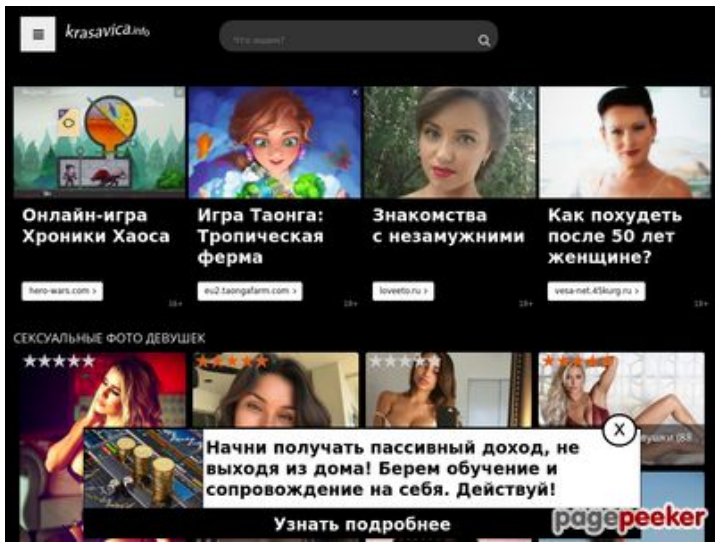 krasavica.info
Что ищем?
Онлайн-игра
Хроники Хаоса
hero-wars.com >
16+
Игра Таонга:
Тропическая
ферма
eu2.taongafarm.com >
18+
Знакомства
с незамужними
loveeto.ru >
18+
Как похудеть
после 50 лет
женщине?
vesa-net.45kurg.ru >
18+
СЕКСУАЛЬНЫЕ ФОТО ДЕВУШЕК
(88
X
Начни получать пассивный доход, не
выходя из дома! Берем обучение и
сопровождение на себя. Действуй!
Узнать подробнее
pagepeeker